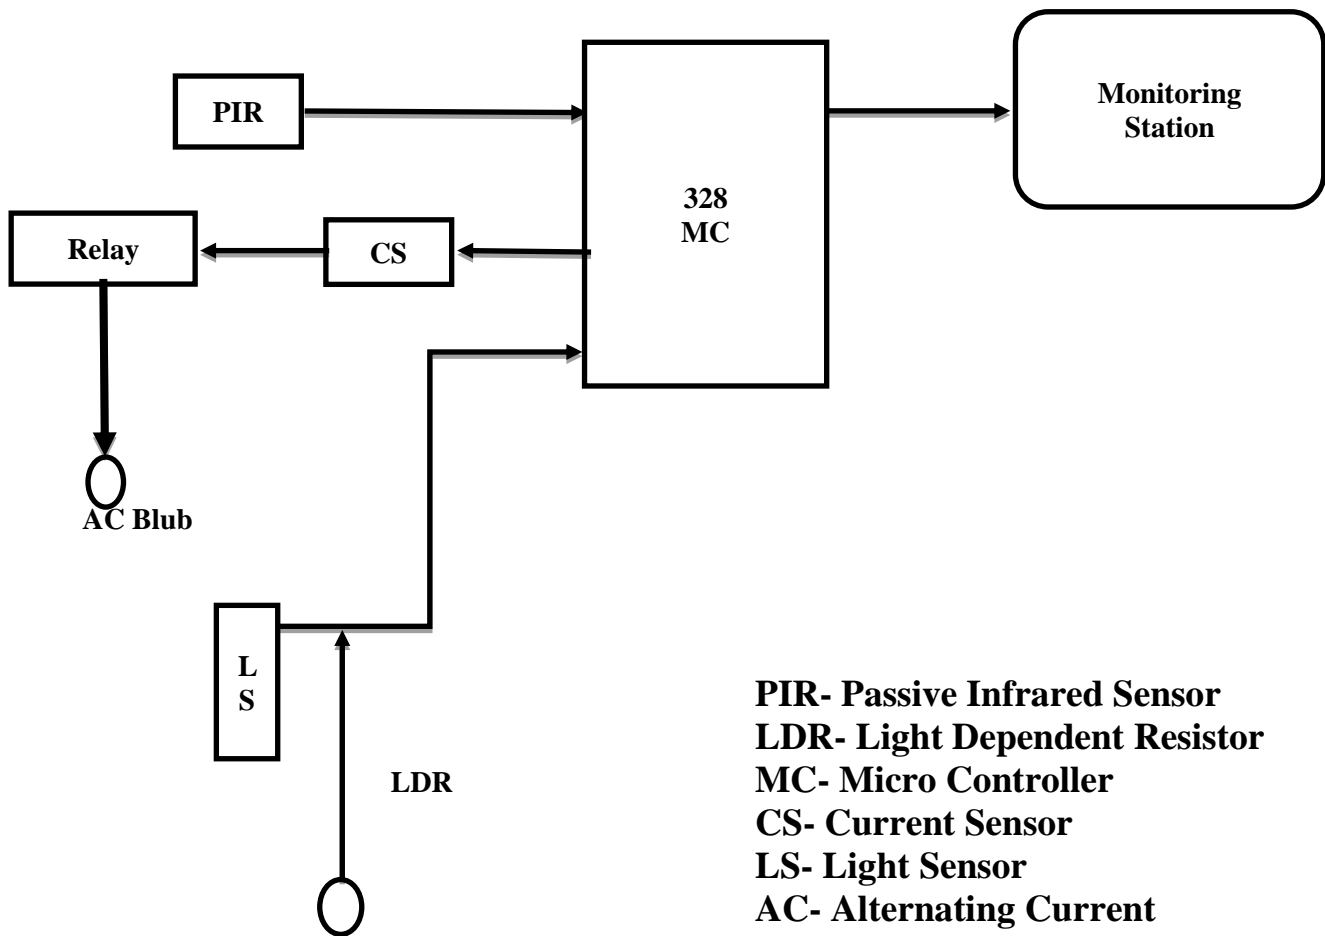 PIR
Monitoring
Station
328
MC
Relay
CS
AC Blub
L
S
LDR
PIR- Passive Infrared Sensor
LDR- Light Dependent Resistor
MC- Micro Controller
CS- Current Sensor
LS- Light Sensor
AC- Alternating Current